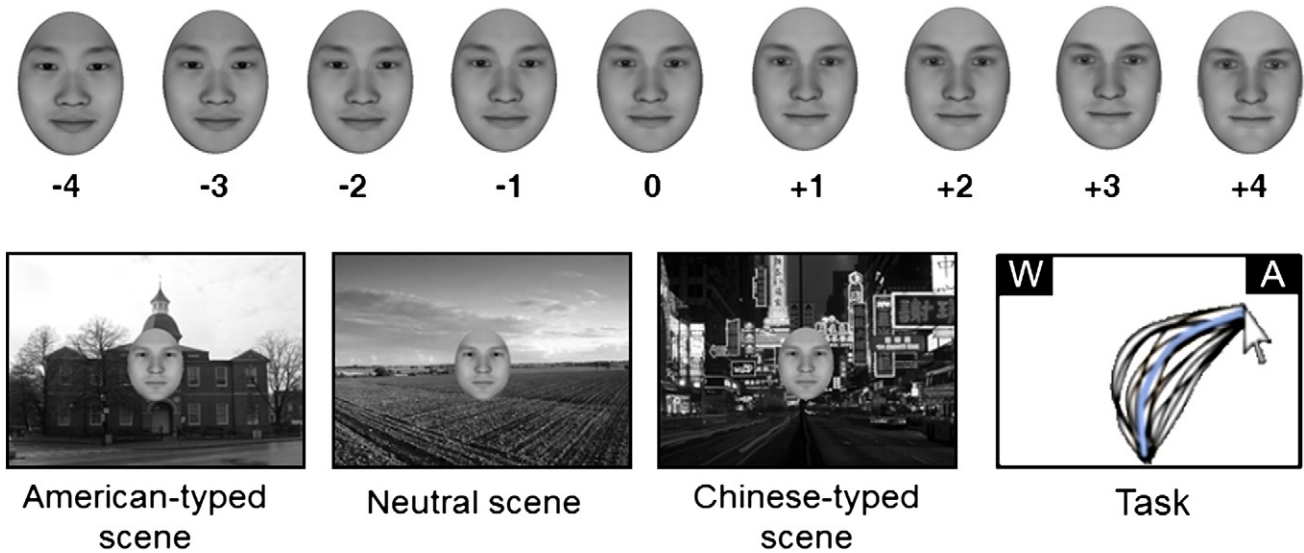 -4 -3 -2 -1 0 +1 +2 +3 +4
W A
American-typed scene
Neutral scene
Chinese-typed scene
Task